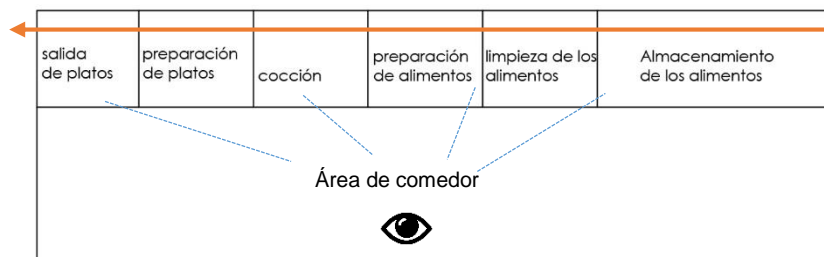 salida
de platos
preparación
de platos
cocción
preparación
de alimentos
limpieza de los
alimentos
Almacenamiento
de los alimentos
Área de comedor